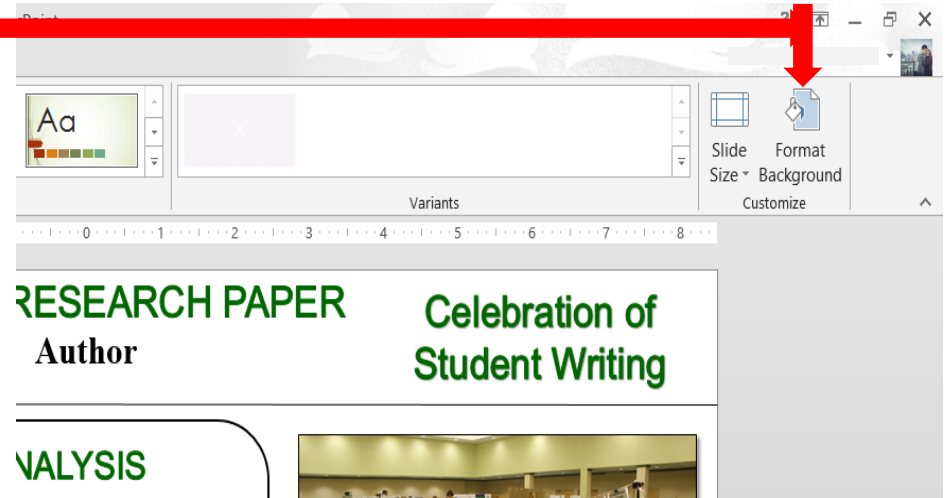 Aa
Slide
Size
Format
Background
Variants
Customize
0 1 2 3 4 5 6 7 8
RESEARCH PAPER
Author
Celebration of
Student Writing
NALYSIS